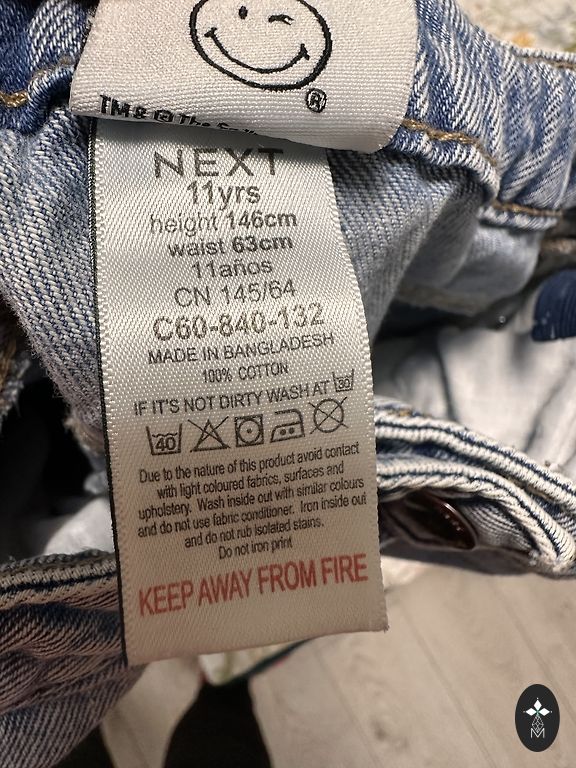 ®
TM & © The
NEXT
11yrs
height 146cm
waist 63cm
11años
CN 145/64
C60-840-132
MADE IN BANGLADESH
100% COTTON
IF IT'S NOT DIRTY WASH AT 30
40
Due to the nature of this product avoid contact
with light coloured fabrics, surfaces and
upholstery. Wash inside out with similar colours
and do not use fabric conditioner. Iron inside out
and do not rub isolated stains.
Do not iron print
KEEP AWAY FROM FIRE
M